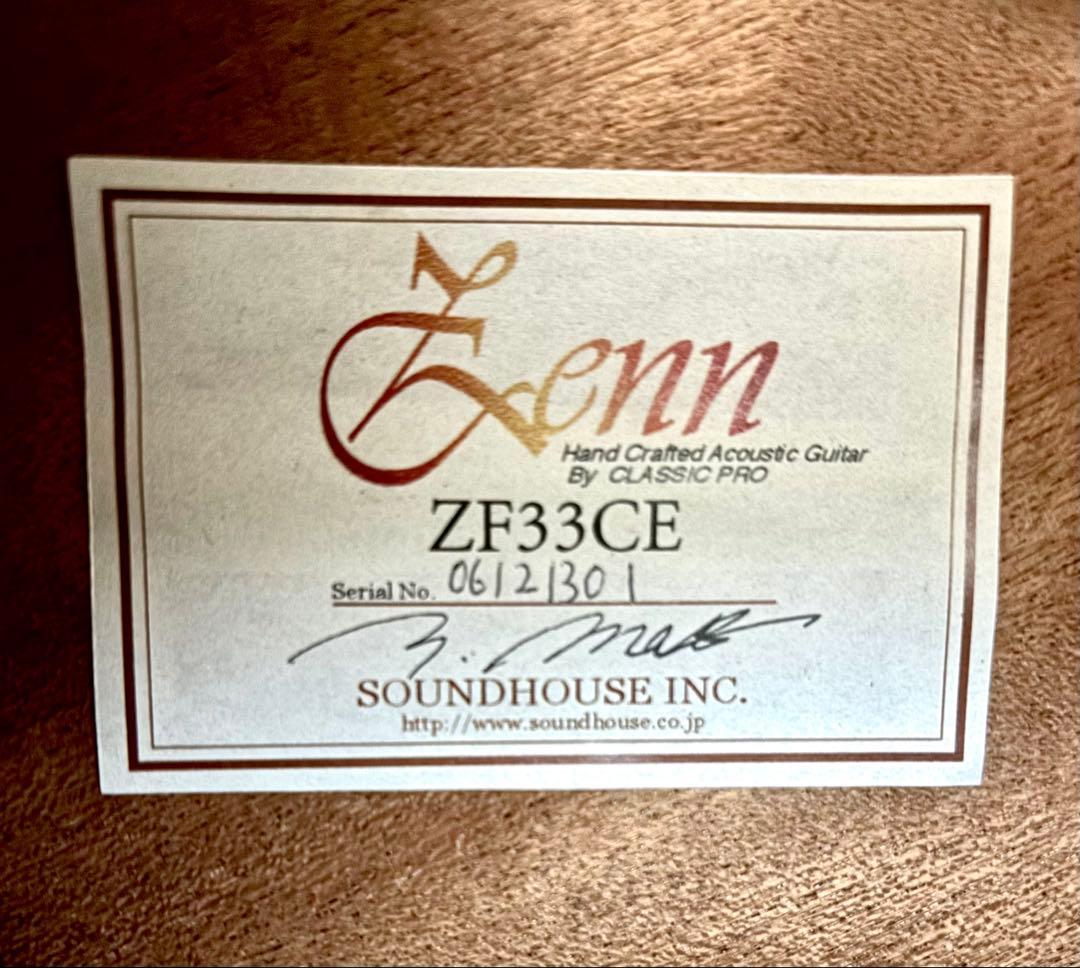 Zenn
Hand Crafted Acoustic Guitar
By CLASSIC PRO
ZF33CE
Serial No. 06121301
SOUNDHOUSE INC.
http://www.soundhouse.co.jp